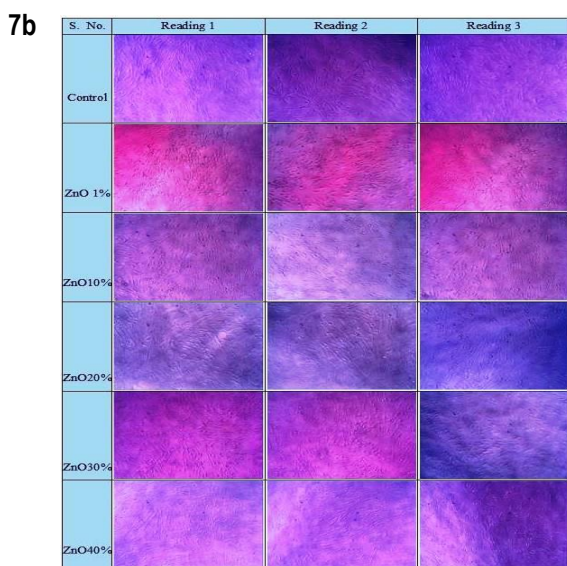 7b
S. No. Reading 1 Reading 2 Reading 3
Control
ZnO 1%
ZnO10%
ZnO20%
ZnO30%
ZnO40%